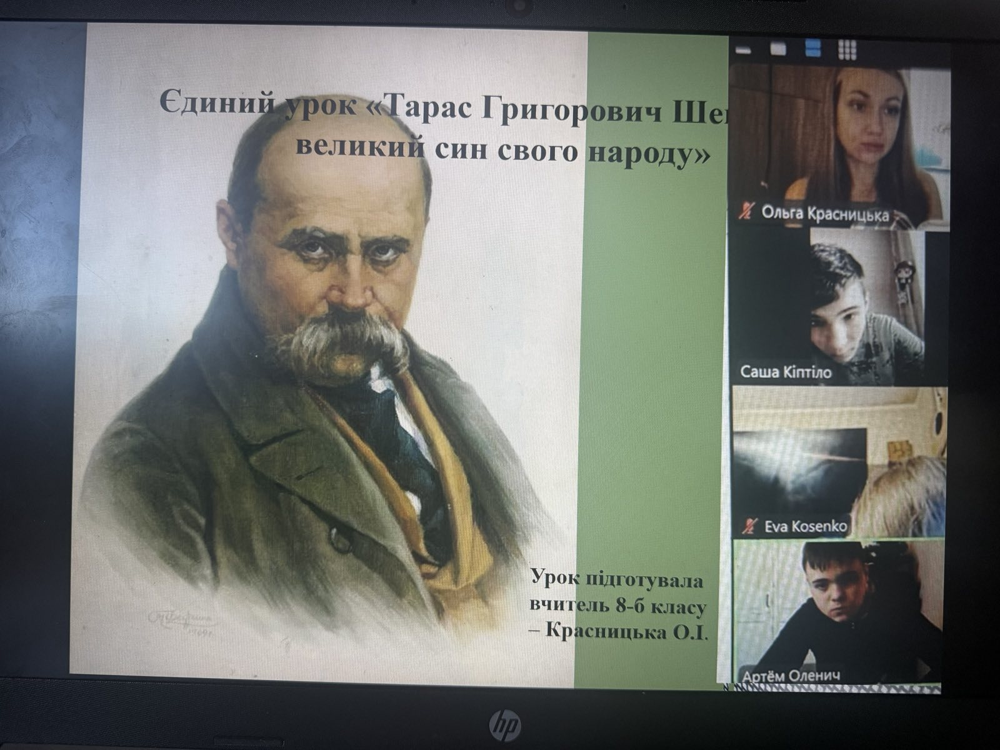 Єдиний урок «Тарас Григорович Ше
великий син свого народу»
Урок підготувала
вчитель 8-б класу
– Красницька О.І.
Ольга Красницька
Саша Кіптіло
Eva Kosenko
Артём Оленич
hp